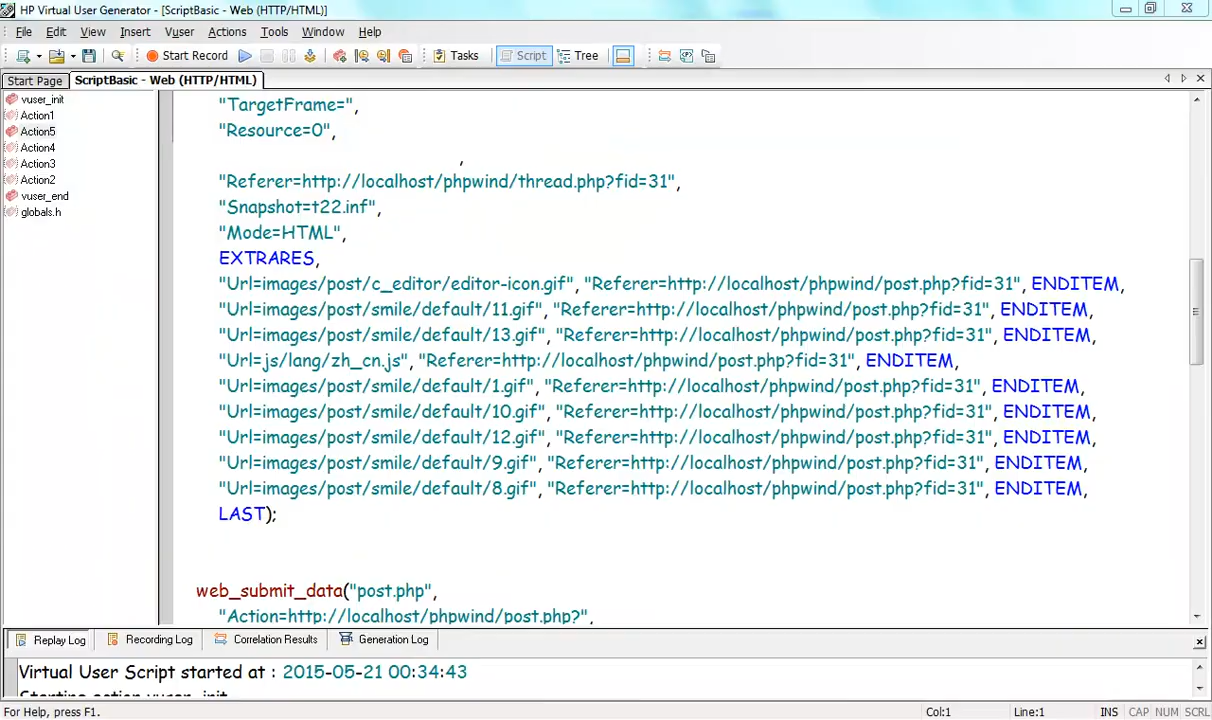 HP Virtual User Generator - [ScriptBasic - Web (HTTP/HTML)]
File Edit View Insert Vuser Actions Tools Window Help
Start Record Tasks Script Tree
Start Page ScriptBasic - Web (HTTP/HTML)
vuser_init
Action1
Action5
Action4
Action3
Action2
vuser_end
globals.h
"TargetFrame=",
"Resource=0",
,
"Referer=http://localhost/phpwind/thread.php?fid=31",
"Snapshot=t22.inf",
"Mode=HTML",
EXTRARES,
"Url=images/post/c_editor/editor-icon.gif", "Referer=http://localhost/phpwind/post.php?fid=31", ENDITEM,
"Url=images/post/smile/default/11.gif", "Referer=http://localhost/phpwind/post.php?fid=31", ENDITEM,
"Url=images/post/smile/default/13.gif", "Referer=http://localhost/phpwind/post.php?fid=31", ENDITEM,
"Url=js/lang/zh_cn.js", "Referer=http://localhost/phpwind/post.php?fid=31", ENDITEM,
"Url=images/post/smile/default/1.gif", "Referer=http://localhost/phpwind/post.php?fid=31", ENDITEM,
"Url=images/post/smile/default/10.gif", "Referer=http://localhost/phpwind/post.php?fid=31", ENDITEM,
"Url=images/post/smile/default/12.gif", "Referer=http://localhost/phpwind/post.php?fid=31", ENDITEM,
"Url=images/post/smile/default/9.gif", "Referer=http://localhost/phpwind/post.php?fid=31", ENDITEM,
"Url=images/post/smile/default/8.gif", "Referer=http://localhost/phpwind/post.php?fid=31", ENDITEM,
LAST);
web_submit_data("post.php",
"Action=http://localhost/phpwind/post.php?",
Replay Log Recording Log Correlation Results Generation Log
Virtual User Script started at : 2015-05-21 00:34:43
Starting action vuser_init.
For Help, press F1. Col:1 Line:1 INS CAP NUM SCRL